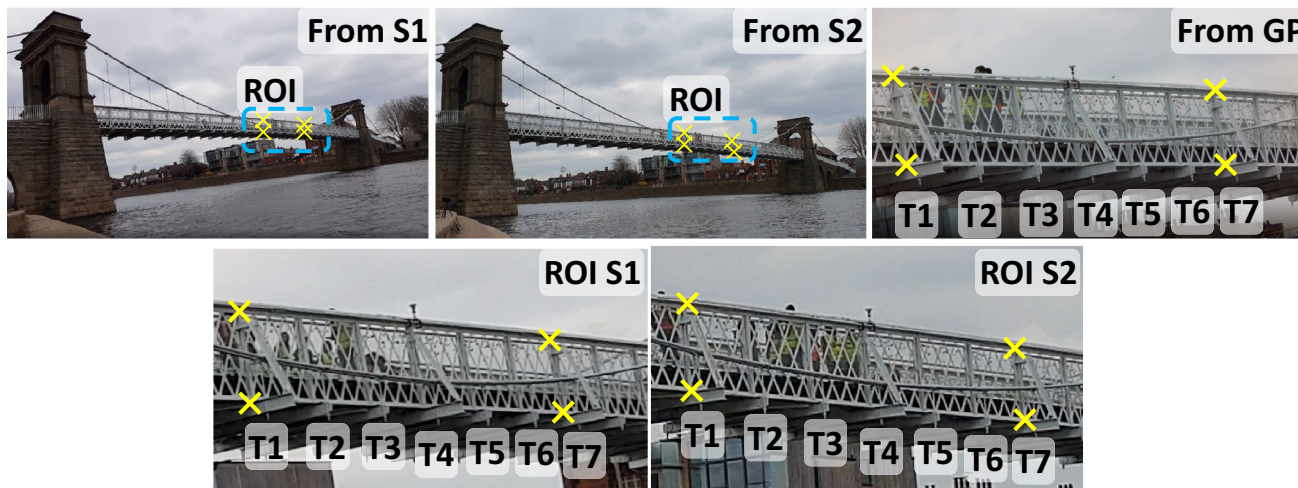 From S1
ROI
From S2
ROI
From GP
T1 T2 T3 T4 T5 T6 T7
ROI S1
T1 T2 T3 T4 T5 T6 T7
ROI S2
T1 T2 T3 T4 T5 T6 T7